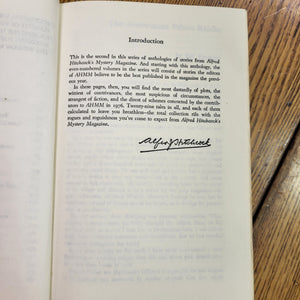 Introduction
This is the second in this series of anthologies of stories from Alfred
Hitchcock's Mystery Magazine. And starting with this anthology, the
even-numbered volumes in the series will consist of stories the editors
of AHMM believe to be the best published in the magazine the previ-
ous year.
In these pages, then, you will find the most dastardly of plots, the
wittiest of contrivances, the most suspicious of circumstances, the
strangest of fiction, and the direst of schemes concocted by the contribu-
tors to AHMM in 1976. Twenty-nine tales in all, and each of them
calculated to leave you breathless—the total collection rife with the
rogues and roguishness you've come to expect from Alfred Hitchcock's
Mystery Magazine.
Alfred J. Hitchcock